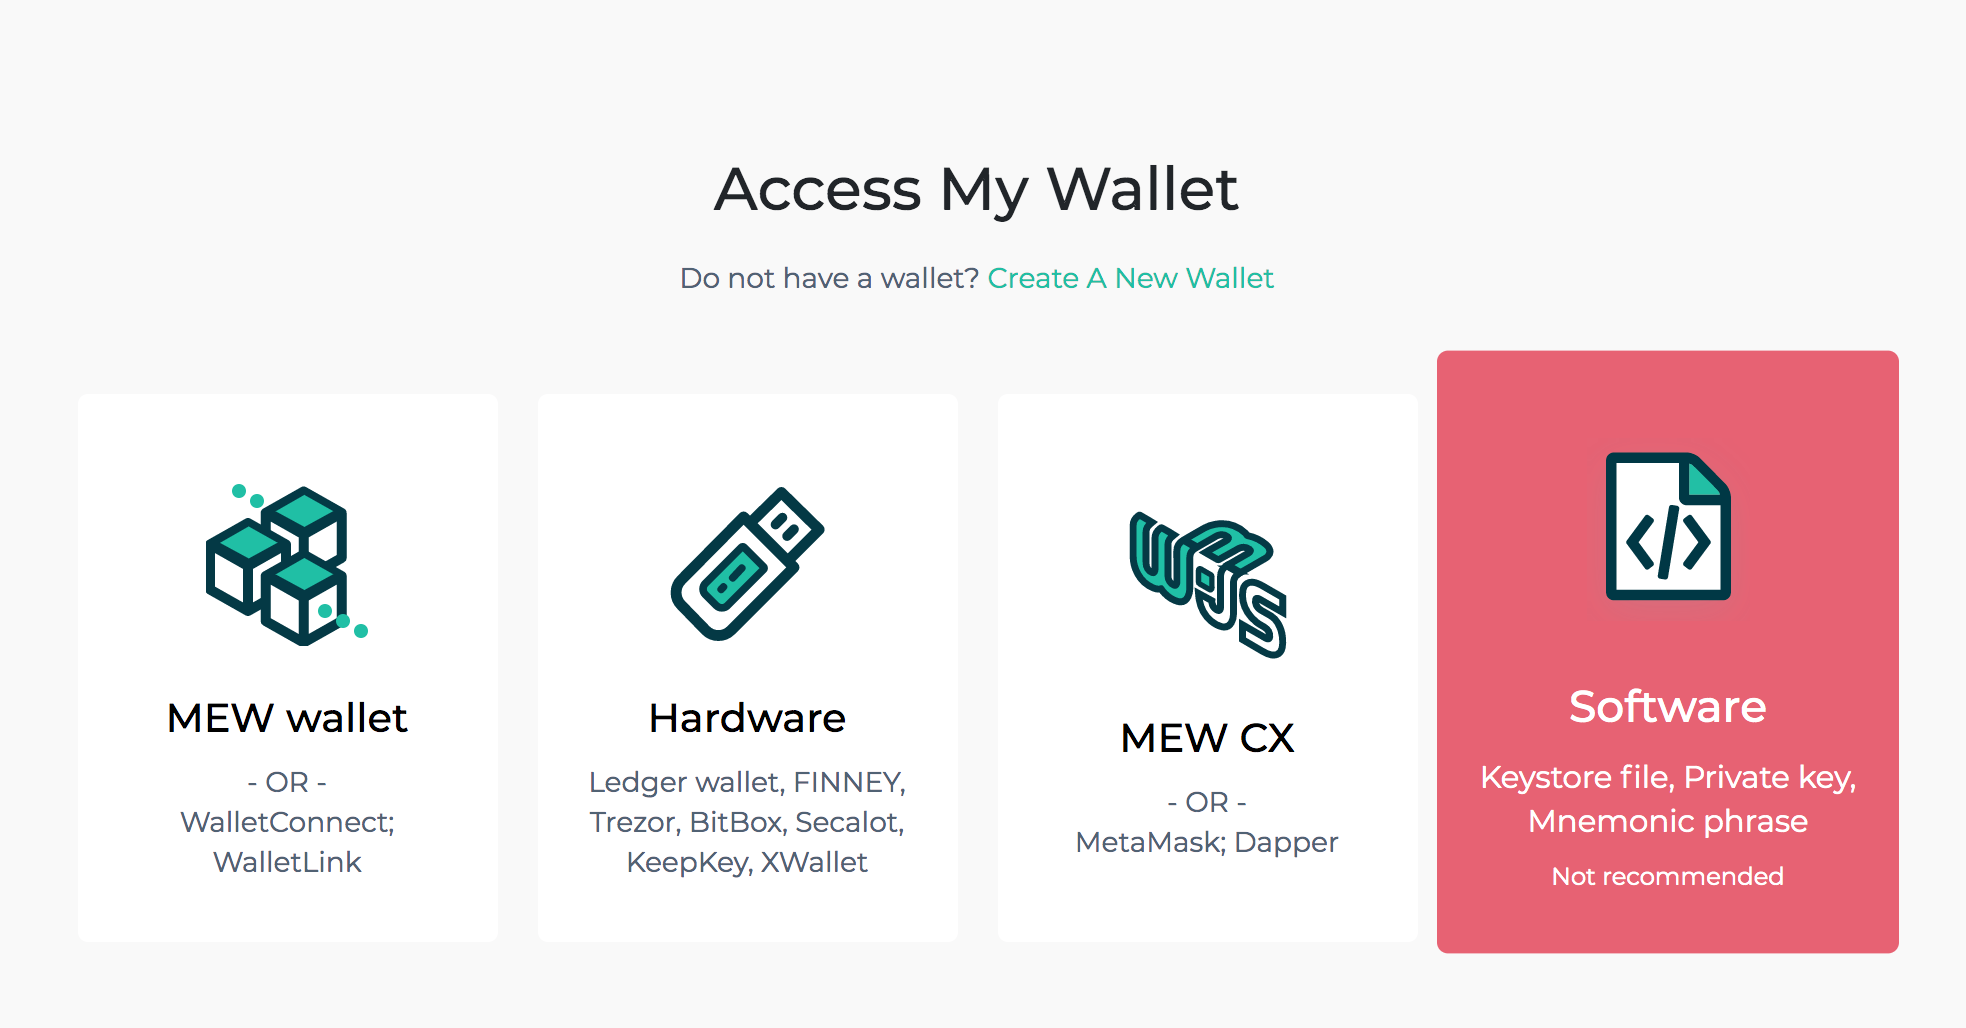 Access My Wallet
Do not have a wallet? Create A New Wallet
MEW wallet
- OR -
WalletConnect;
WalletLink
Hardware
Ledger wallet, FINNEY,
Trezor, BitBox, Secalot,
KeepKey, XWallet
W.JS
MEW CX
- OR -
MetaMask; Dapper
</>
Software
Keystore file, Private key,
Mnemonic phrase
Not recommended